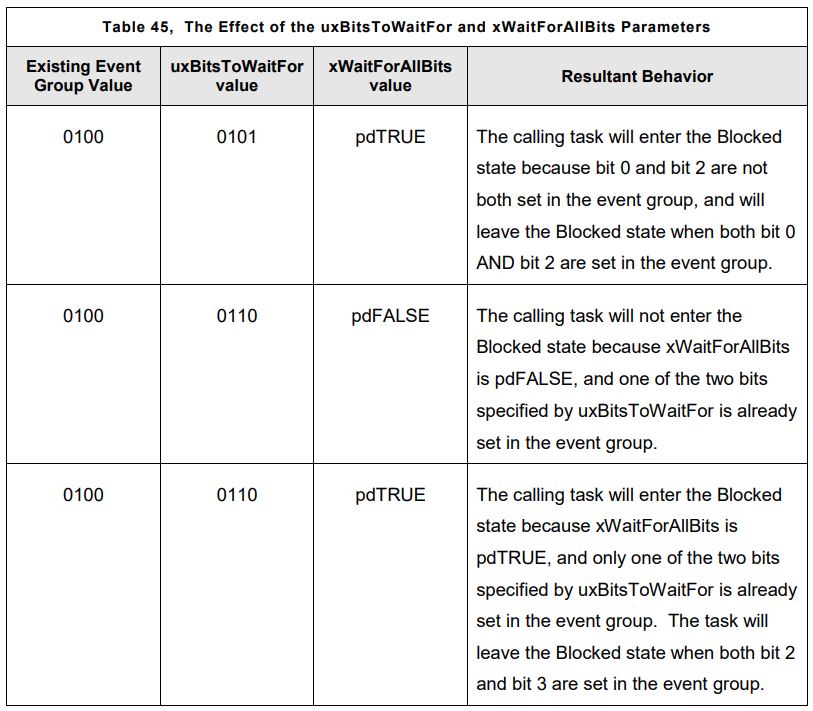 Table 45, The Effect of the uxBitsToWaitFor and xWaitForAllBits Parameters
Existing Event
Group Value
uxBitsToWaitFor
value
xWaitForAllBits
value
Resultant Behavior
0100
0101
pdTRUE
The calling task will enter the Blocked
state because bit 0 and bit 2 are not
both set in the event group, and will
leave the Blocked state when both bit 0
AND bit 2 are set in the event group.
0100
0110
pdFALSE
The calling task will not enter the
Blocked state because xWaitForAllBits
is pdFALSE, and one of the two bits
specified by uxBitsToWaitFor is already
set in the event group.
0100
0110
pdTRUE
The calling task will enter the Blocked
state because xWaitForAllBits is
pdTRUE, and only one of the two bits
specified by uxBitsToWaitFor is already
set in the event group. The task will
leave the Blocked state when both bit 2
and bit 3 are set in the event group.